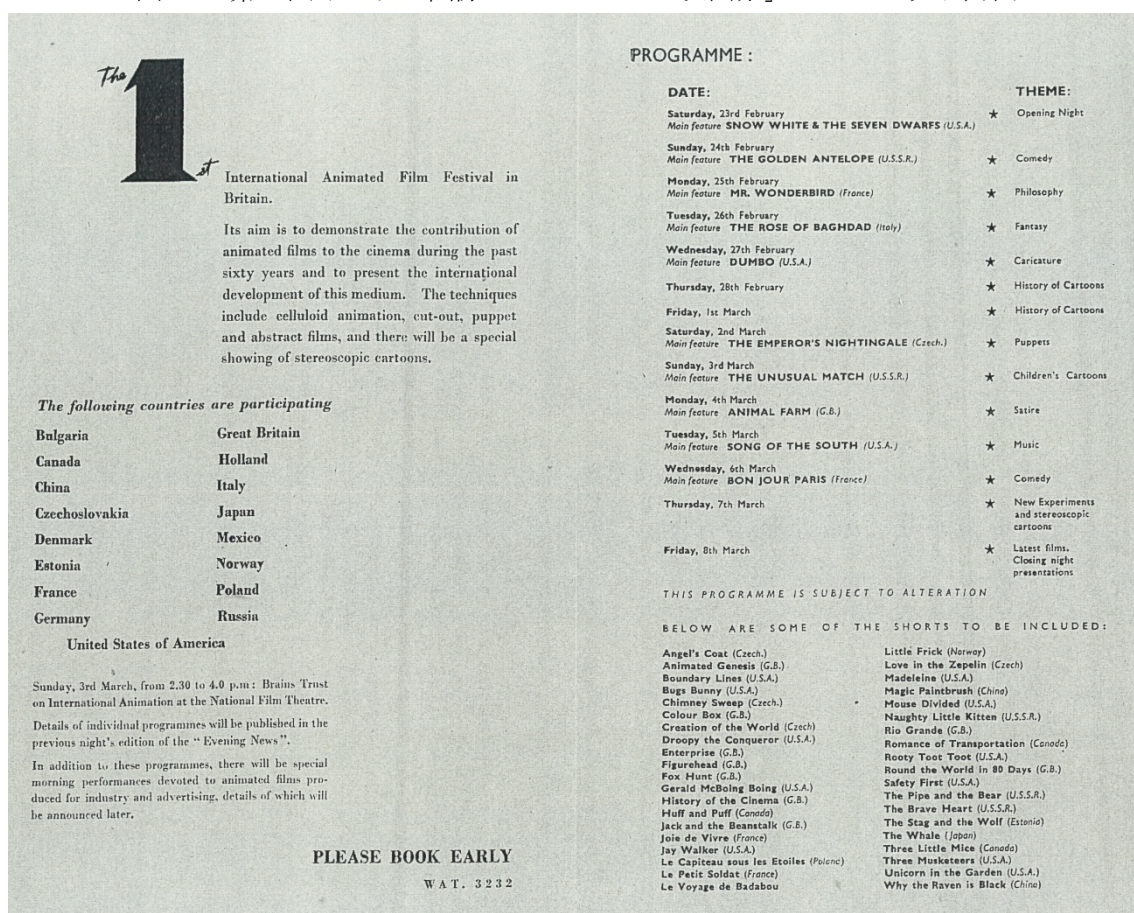 The 1st
International Animated Film Festival in
Britain.
Its aim is to demonstrate the contribution of
animated films to the cinema during the past
sixty years and to present the international
development of this medium. The techniques
include celluloid animation, cut-out, puppet
and abstract films, and there will be a special
showing of stereoscopic cartoons.
The following countries are participating
Bulgaria
Canada
China
Czechoslovakia
Denmark
Estonia
France
Germany
Great Britain
Holland
Italy
Japan
Mexico
Norway
Poland
Russia
United States of America
Sunday, 3rd March, from 2.30 to 4.0 p.m: Brains Trust
on International Animation at the National Film Theatre.
Details of individual programmes will be published in the
previous night's edition of the "Evening News".
In addition to these programmes, there will be special
morning performances devoted to animated films pro-
duced for industry and advertising, details of which will
be announced later.
PLEASE BOOK EARLY
WAT. 3232
PROGRAMME :
DATE: THEME:
Saturday, 23rd February ★ Opening Night
Main feature SNOW WHITE & THE SEVEN DWARFS (U.S.A.)
Sunday, 24th February
Main feature THE GOLDEN ANTELOPE (U.S.S.R.) ★ Comedy
Monday, 25th February
Main feature MR. WONDERBIRD (France) ★ Philosophy
Tuesday, 26th February
Main feature THE ROSE OF BAGHDAD (Italy) ★ Fantasy
Wednesday, 27th February
Main feature DUMBO (U.S.A.) ★ Caricature
Thursday, 28th February ★ History of Cartoons
Friday, 1st March ★ History of Cartoons
Saturday, 2nd March
Main feature THE EMPEROR'S NIGHTINGALE (Czech.) ★ Puppets
Sunday, 3rd March
Main feature THE UNUSUAL MATCH (U.S.S.R.) ★ Children's Cartoons
Monday, 4th March
Main feature ANIMAL FARM (G.B.) ★ Satire
Tuesday, 5th March
Main feature SONG OF THE SOUTH (U.S.A.) ★ Music
Wednesday, 6th March
Main feature BON JOUR PARIS (France) ★ Comedy
Thursday, 7th March ★ New Experiments
and stereoscopic
cartoons
Friday, 8th March ★ Latest films.
Closing night
presentations
THIS PROGRAMME IS SUBJECT TO ALTERATION
BELOW ARE SOME OF THE SHORTS TO BE INCLUDED:
Angel's Coat (Czech.)
Animated Genesis (G.B.)
Boundary Lines (U.S.A.)
Bugs Bunny (U.S.A.)
Chimney Sweep (Czech.)
Colour Box (G.B.)
Creation of the World (Czech)
Droopy the Conqueror (U.S.A.)
Enterprise (G.B.)
Figurehead (G.B.)
Fox Hunt (G.B.)
Gerald McBoing Boing (U.S.A.)
History of the Cinema (G.B.)
Huff and Puff (Canada)
Jack and the Beanstalk (G.B.)
Joie de Vivre (France)
Jay Walker (U.S.A.)
Le Capiteau sous les Etoiles (Poland)
Le Petit Soldat (France)
Le Voyage de Badabou
Little Frick (Norway)
Love in the Zepelin (Czech)
Madeleine (U.S.A.)
Magic Paintbrush (China)
Mouse Divided (U.S.A.)
Naughty Little Kitten (U.S.S.R.)
Rio Grande (G.B.)
Romance of Transportation (Canada)
Rooty Toot Toot (U.S.A.)
Round the World in 80 Days (G.B.)
Safety First (U.S.A.)
The Pipe and the Bear (U.S.S.R.)
The Brave Heart (U.S.S.R.)
The Stag and the Wolf (Estonia)
The Whale (Japan)
Three Little Mice (Canada)
Three Musketeers (U.S.A.)
Unicorn in the Garden (U.S.A.)
Why the Raven is Black (China)